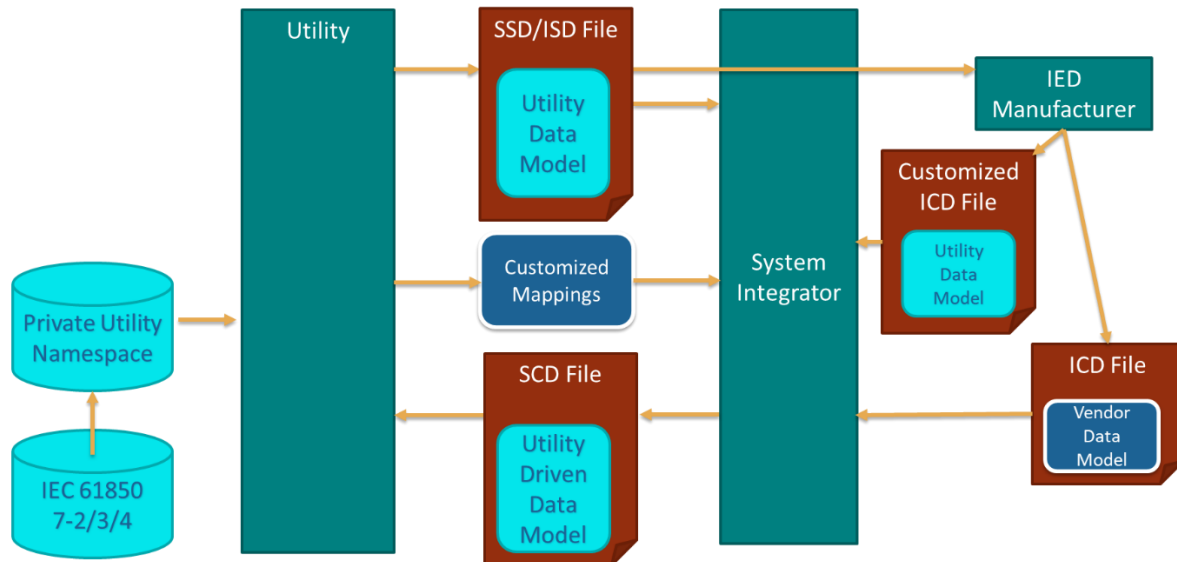 Utility
SSD/ISD File
Utility
Data
Model
IED
Manufacturer
Customized
ICD File
Utility
Data
Model
Customized
Mappings
System
Integrator
Private Utility
Namespace
SCD File
Utility
Driven
Data
Model
ICD File
Vendor
Data
Model
IEC 61850
7-2/3/4